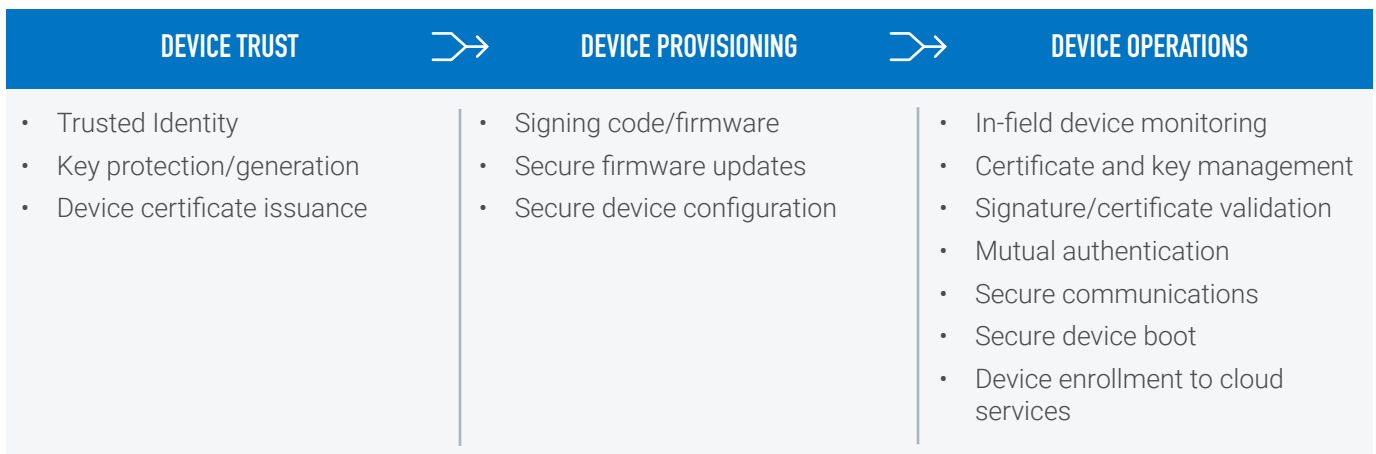 DEVICE TRUST
DEVICE PROVISIONING
DEVICE OPERATIONS
• Trusted Identity
• Key protection/generation
• Device certificate issuance
• Signing code/firmware
• Secure firmware updates
• Secure device configuration
• In-field device monitoring
• Certificate and key management
• Signature/certificate validation
• Mutual authentication
• Secure communications
• Secure device boot
• Device enrollment to cloud
services